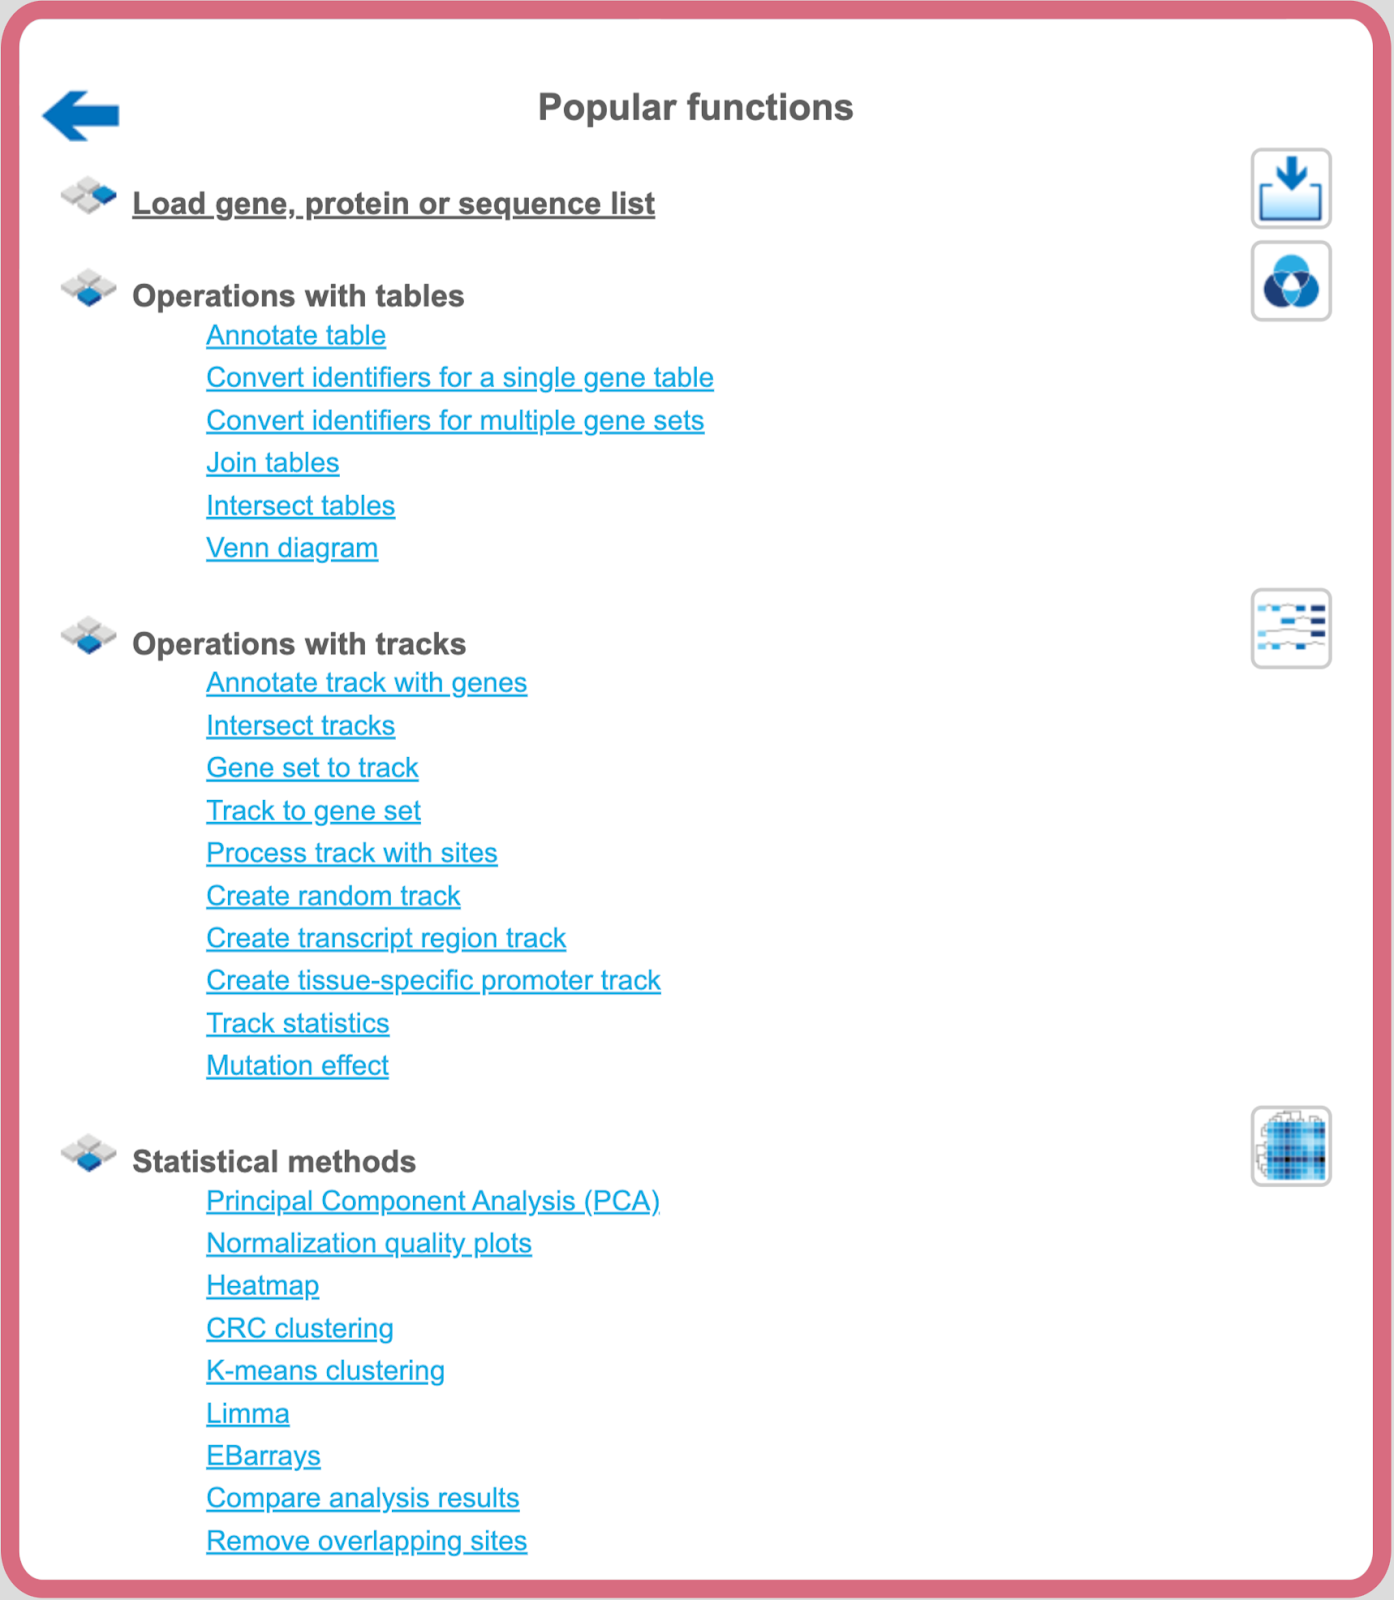 Popular functions
Load gene, protein or sequence list
Operations with tables
Annotate table
Convert identifiers for a single gene table
Convert identifiers for multiple gene sets
Join tables
Intersect tables
Venn diagram
Operations with tracks
Annotate track with genes
Intersect tracks
Gene set to track
Track to gene set
Process track with sites
Create random track
Create transcript region track
Create tissue-specific promoter track
Track statistics
Mutation effect
Statistical methods
Principal Component Analysis (PCA)
Normalization quality plots
Heatmap
CRC clustering
K-means clustering
Limma
EBarrays
Compare analysis results
Remove overlapping sites